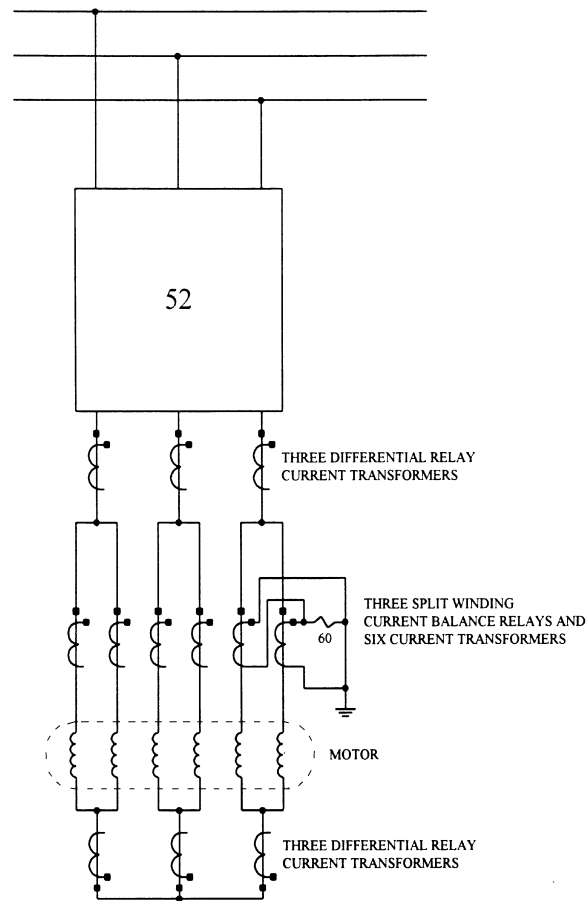 52
THREE DIFFERENTIAL RELAY
CURRENT TRANSFORMERS
THREE SPLIT WINDING
CURRENT BALANCE RELAYS AND
SIX CURRENT TRANSFORMERS
60
MOTOR
THREE DIFFERENTIAL RELAY
CURRENT TRANSFORMERS